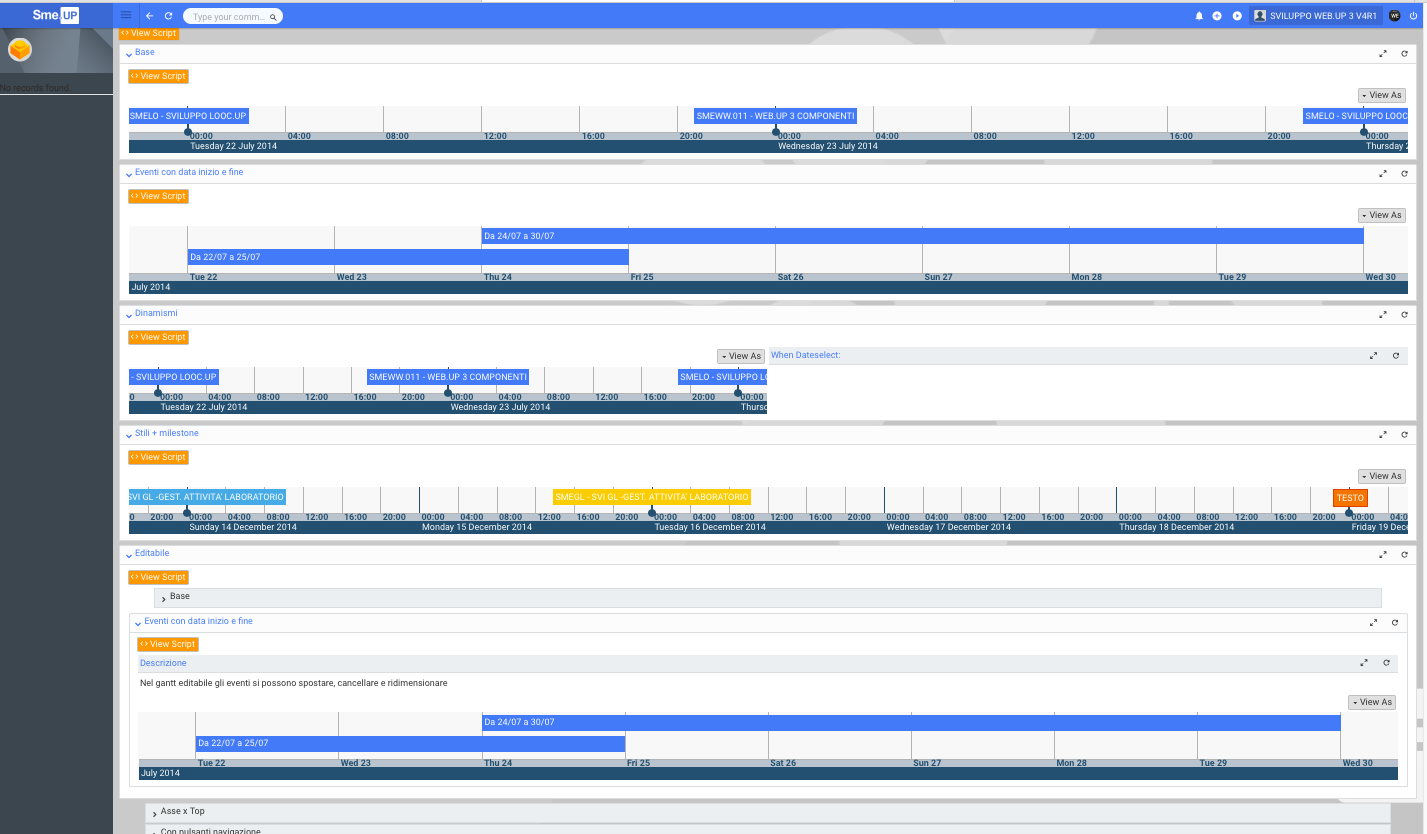 Sme.UP Type your comm... SVILUPPO WEB.UP 3 V4R1 WE
No records found.
<> View Script
Base
<> View Script
View As
SMELO - SVILUPPO LOOC.UP SMEWW.011 - WEB.UP 3 COMPONENTI SMELO - SVILUPPO LOOC
00:00 04:00 08:00 12:00 16:00 20:00 00:00 04:00 08:00 12:00 16:00 20:00 00:00
Tuesday 22 July 2014 Wednesday 23 July 2014 Thursday 2
Eventi con data inizio e fine
<> View Script
View As
Da 24/07 a 30/07
Da 22/07 a 25/07
Tue 22 Wed 23 Thu 24 Fri 25 Sat 26 Sun 27 Mon 28 Tue 29 Wed 30
July 2014
Dinamismi
<> View Script
View As When Dateselect:
- SVILUPPO LOOC.UP SMEWW.011 - WEB.UP 3 COMPONENTI SMELO - SVILUPPO LO
0 00:00 04:00 08:00 12:00 16:00 20:00 00:00 04:00 08:00 12:00 16:00 20:00 00:00
Tuesday 22 July 2014 Wednesday 23 July 2014 Thursd
Stili + milestone
<> View Script
View As
SVI GL -GEST. ATTIVITA' LABORATORIO SMEGL - SVI GL -GEST. ATTIVITA' LABORATORIO TESTO
20:00 00:00 04:00 08:00 12:00 16:00 20:00 00:00 04:00 08:00 12:00 16:00 20:00 00:00 04:00 08:00 12:00 16:00 20:00 00:00 04:00 08:00 12:00 16:00 20:00 00:00 04:00 08:00 12:00 16:00 20:00 00:00 04:0
Sunday 14 December 2014 Monday 15 December 2014 Tuesday 16 December 2014 Wednesday 17 December 2014 Thursday 18 December 2014 Friday 19 Dece
Editabile
<> View Script
Base
Eventi con data inizio e fine
<> View Script
Descrizione
Nel gantt editabile gli eventi si possono spostare, cancellare e ridimensionare
View As
Da 24/07 a 30/07
Da 22/07 a 25/07
Tue 22 Wed 23 Thu 24 Fri 25 Sat 26 Sun 27 Mon 28 Tue 29 Wed 30
July 2014
Asse x Top
Con pulsanti navigazione